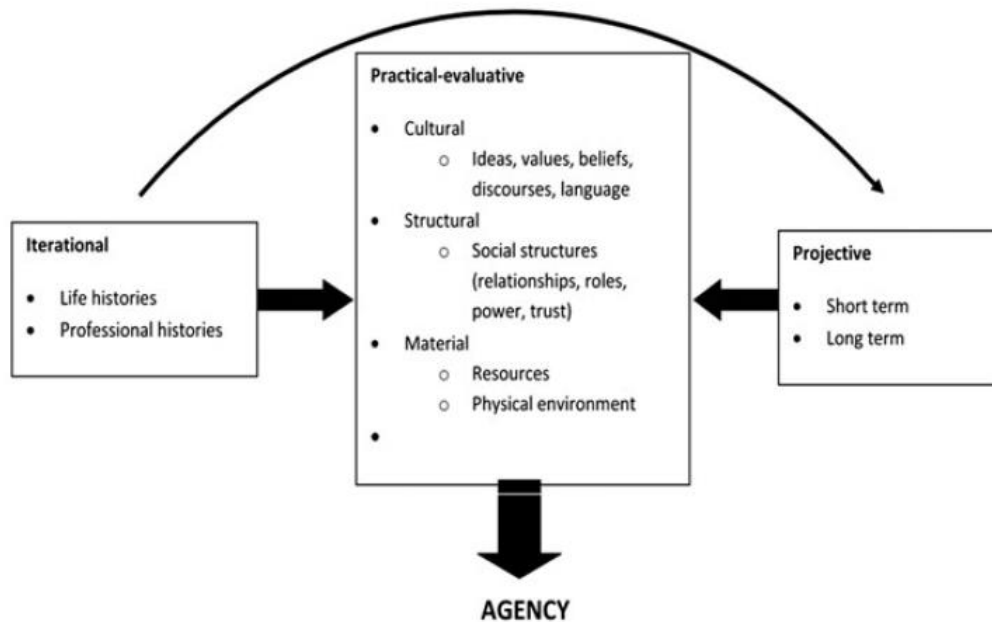 Practical-evaluative
• Cultural
o Ideas, values, beliefs,
discourses, language
• Structural
o Social structures
(relationships, roles,
power, trust)
• Material
o Resources
o Physical environment
•
Iterational
• Life histories
• Professional histories
Projective
• Short term
• Long term
AGENCY